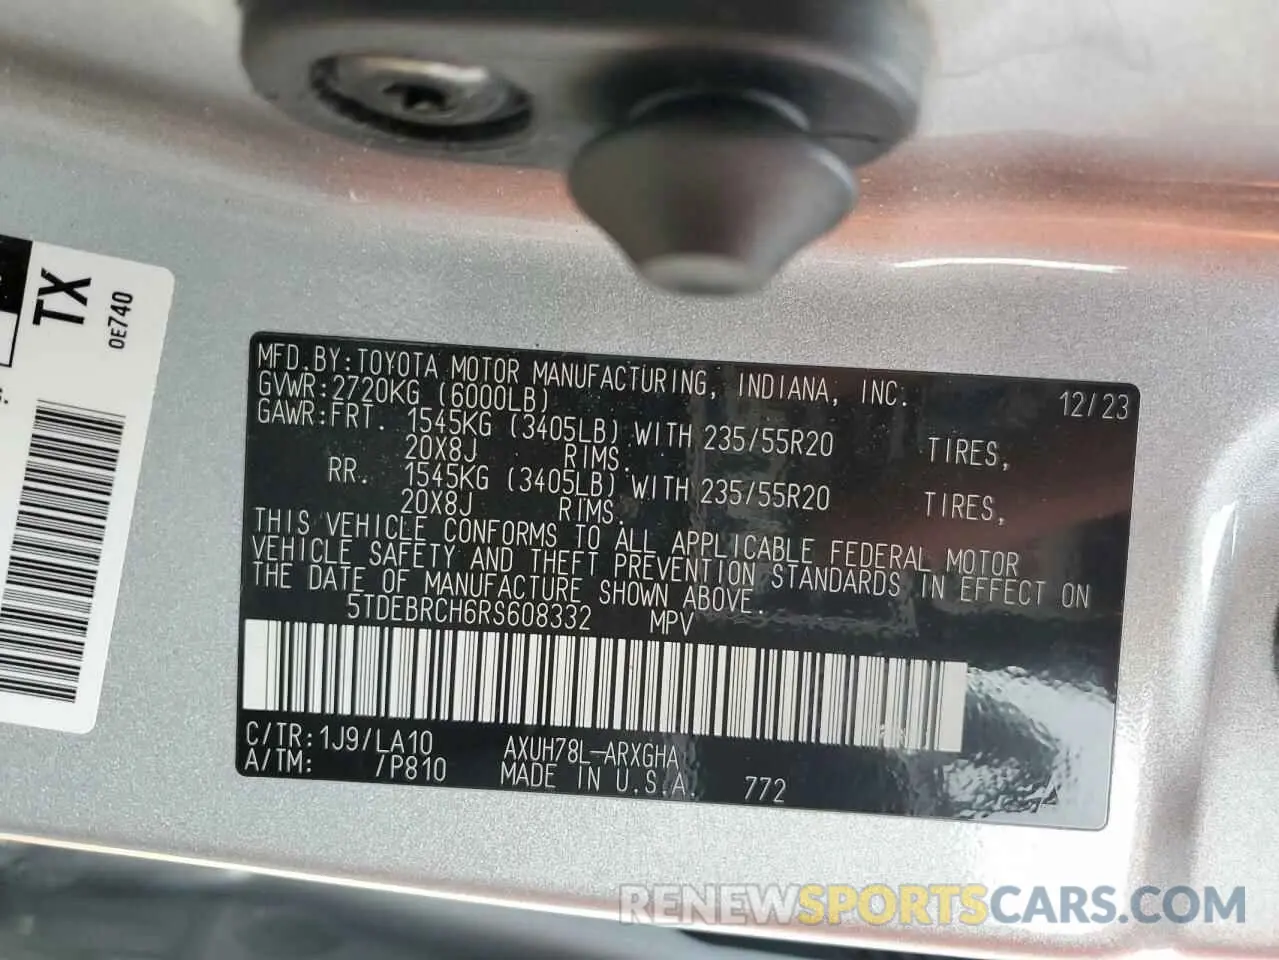 TX
0E740
MFD.BY:TOYOTA MOTOR MANUFACTURING, INDIANA, INC. 12/23
GVWR:2720KG (6000LB)
GAWR:FRT. 1545KG (3405LB) WITH 235/55R20 TIRES,
20X8J RIMS.
RR. 1545KG (3405LB) WITH 235/55R20 TIRES,
20X8J RIMS.
THIS VEHICLE CONFORMS TO ALL APPLICABLE FEDERAL MOTOR
VEHICLE SAFETY AND THEFT PREVENTION STANDARDS IN EFFECT ON
THE DATE OF MANUFACTURE SHOWN ABOVE.
5TDEBRCH6RS608332 MPV
C/TR:1J9/LA10 AXUH78L-ARXGHA
A/TM: /P810 MADE IN U.S.A. 772
RENEWSPORTSCARS.COM